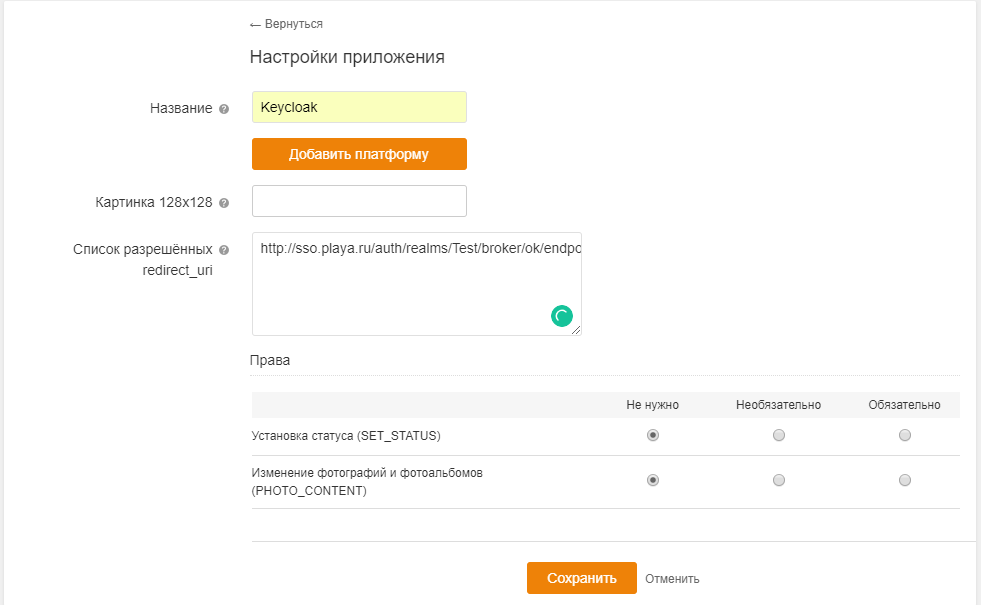 ← Вернуться
Настройки приложения
Название ?
Keycloak
Добавить платформу
Картинка 128x128 ?
Список разрешённых ?
redirect_uri
http://sso.playa.ru/auth/realms/Test/broker/ok/endpo
Права
Не нужно Необязательно Обязательно
Установка статуса (SET_STATUS)
Изменение фотографий и фотоальбомов
(PHOTO_CONTENT)
Сохранить Отменить